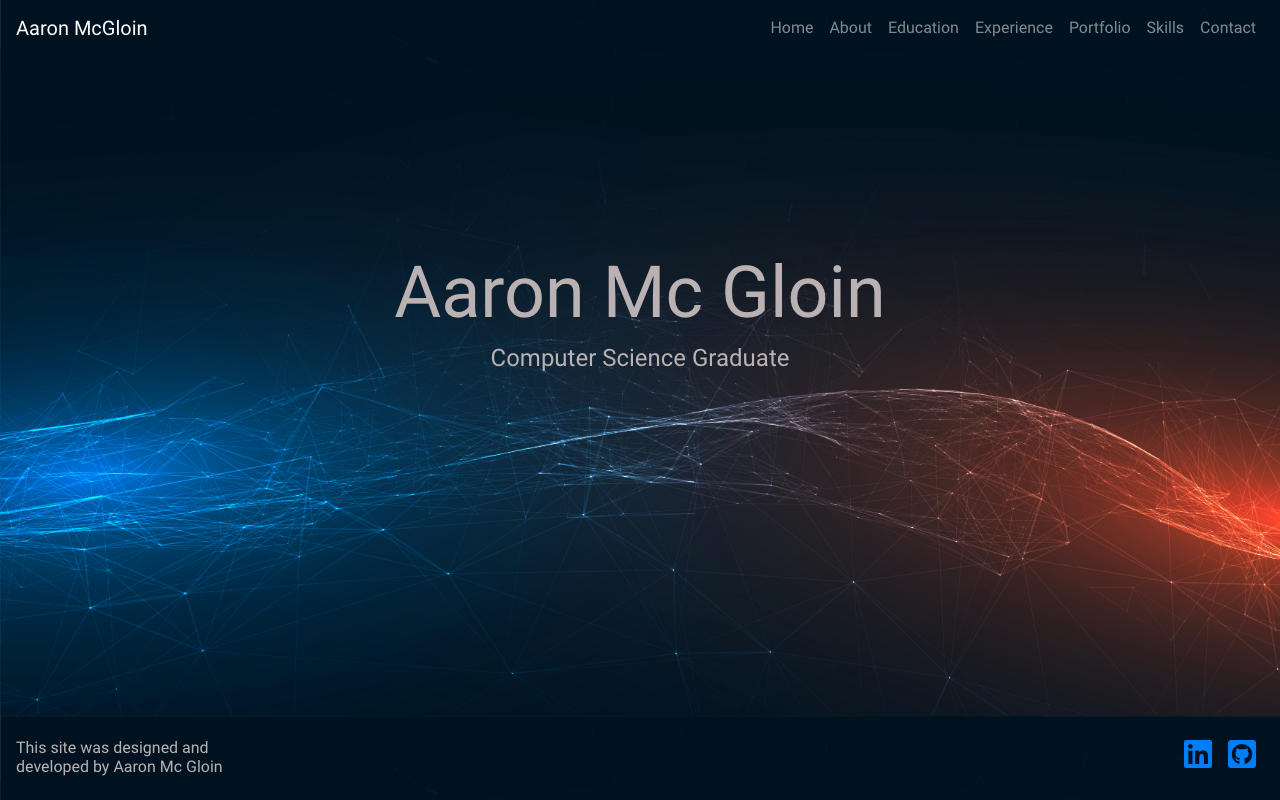 Aaron McGloin
Home About Education Experience Portfolio Skills Contact
Aaron Mc Gloin
Computer Science Graduate
This site was designed and
developed by Aaron Mc Gloin
in